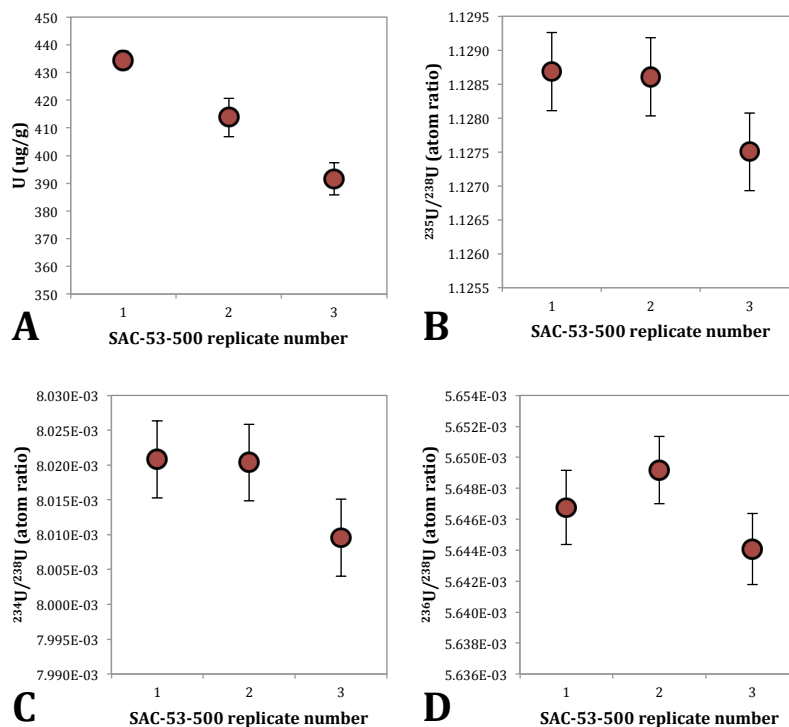 450
440
430
420
410
400
390
380
370
360
350
U (ug/g)
1 2 3
A
SAC-53-500 replicate number
1.1295
1.1290
1.1285
1.1280
1.1275
1.1270
1.1265
1.1260
1.1255
²³⁵U/²³⁸U (atom ratio)
1 2 3
B
SAC-53-500 replicate number
8.030E-03
8.025E-03
8.020E-03
8.015E-03
8.010E-03
8.005E-03
8.000E-03
7.995E-03
7.990E-03
²³⁴U/²³⁸U (atom ratio)
1 2 3
C
SAC-53-500 replicate number
5.654E-03
5.652E-03
5.650E-03
5.648E-03
5.646E-03
5.644E-03
5.642E-03
5.640E-03
5.638E-03
5.636E-03
²³⁶U/²³⁸U (atom ratio)
1 2 3
D
SAC-53-500 replicate number